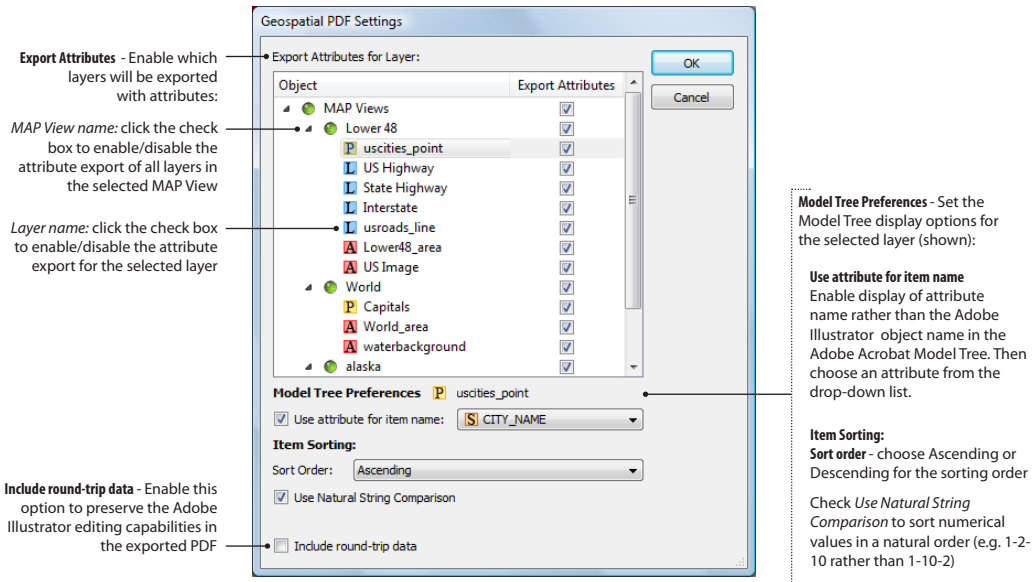 Geospatial PDF Settings
Export Attributes - Enable which
layers will be exported
with attributes:
MAP View name: click the check
box to enable/disable the
attribute export of all layers in
the selected MAP View
Layer name: click the check box
to enable/disable the attribute
export for the selected layer
Include round-trip data - Enable this
option to preserve the Adobe
Illustrator editing capabilities in
the exported PDF
Export Attributes for Layer:
OK
Cancel
Object Export Attributes
MAP Views
Lower 48
P uscities_point
L US Highway
L State Highway
L Interstate
L usroads_line
A Lower48_area
A US Image
World
P Capitals
A World_area
A waterbackground
alaska
Model Tree Preferences P uscities_point
Use attribute for item name: S CITY_NAME
Item Sorting:
Sort Order: Ascending
Use Natural String Comparison
Include round-trip data
Model Tree Preferences - Set the
Model Tree display options for
the selected layer (shown):
Use attribute for item name
Enable display of attribute
name rather than the Adobe
Illustrator object name in the
Adobe Acrobat Model Tree. Then
choose an attribute from the
drop-down list.
Item Sorting:
Sort order - choose Ascending or
Descending for the sorting order
Check Use Natural String
Comparison to sort numerical
values in a natural order (e.g. 1-2-
10 rather than 1-10-2)